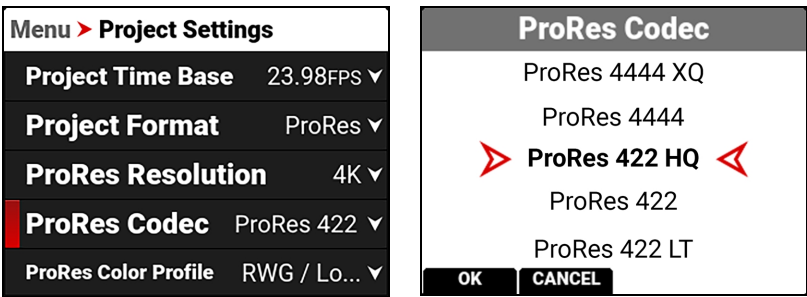 Menu ➤ Project Settings
Project Time Base 23.98FPS
Project Format ProRes
ProRes Resolution 4K
ProRes Codec ProRes 422
ProRes Color Profile RWG / Lo...
ProRes Codec
ProRes 4444 XQ
ProRes 4444
ProRes 422 HQ
ProRes 422
ProRes 422 LT
OK CANCEL